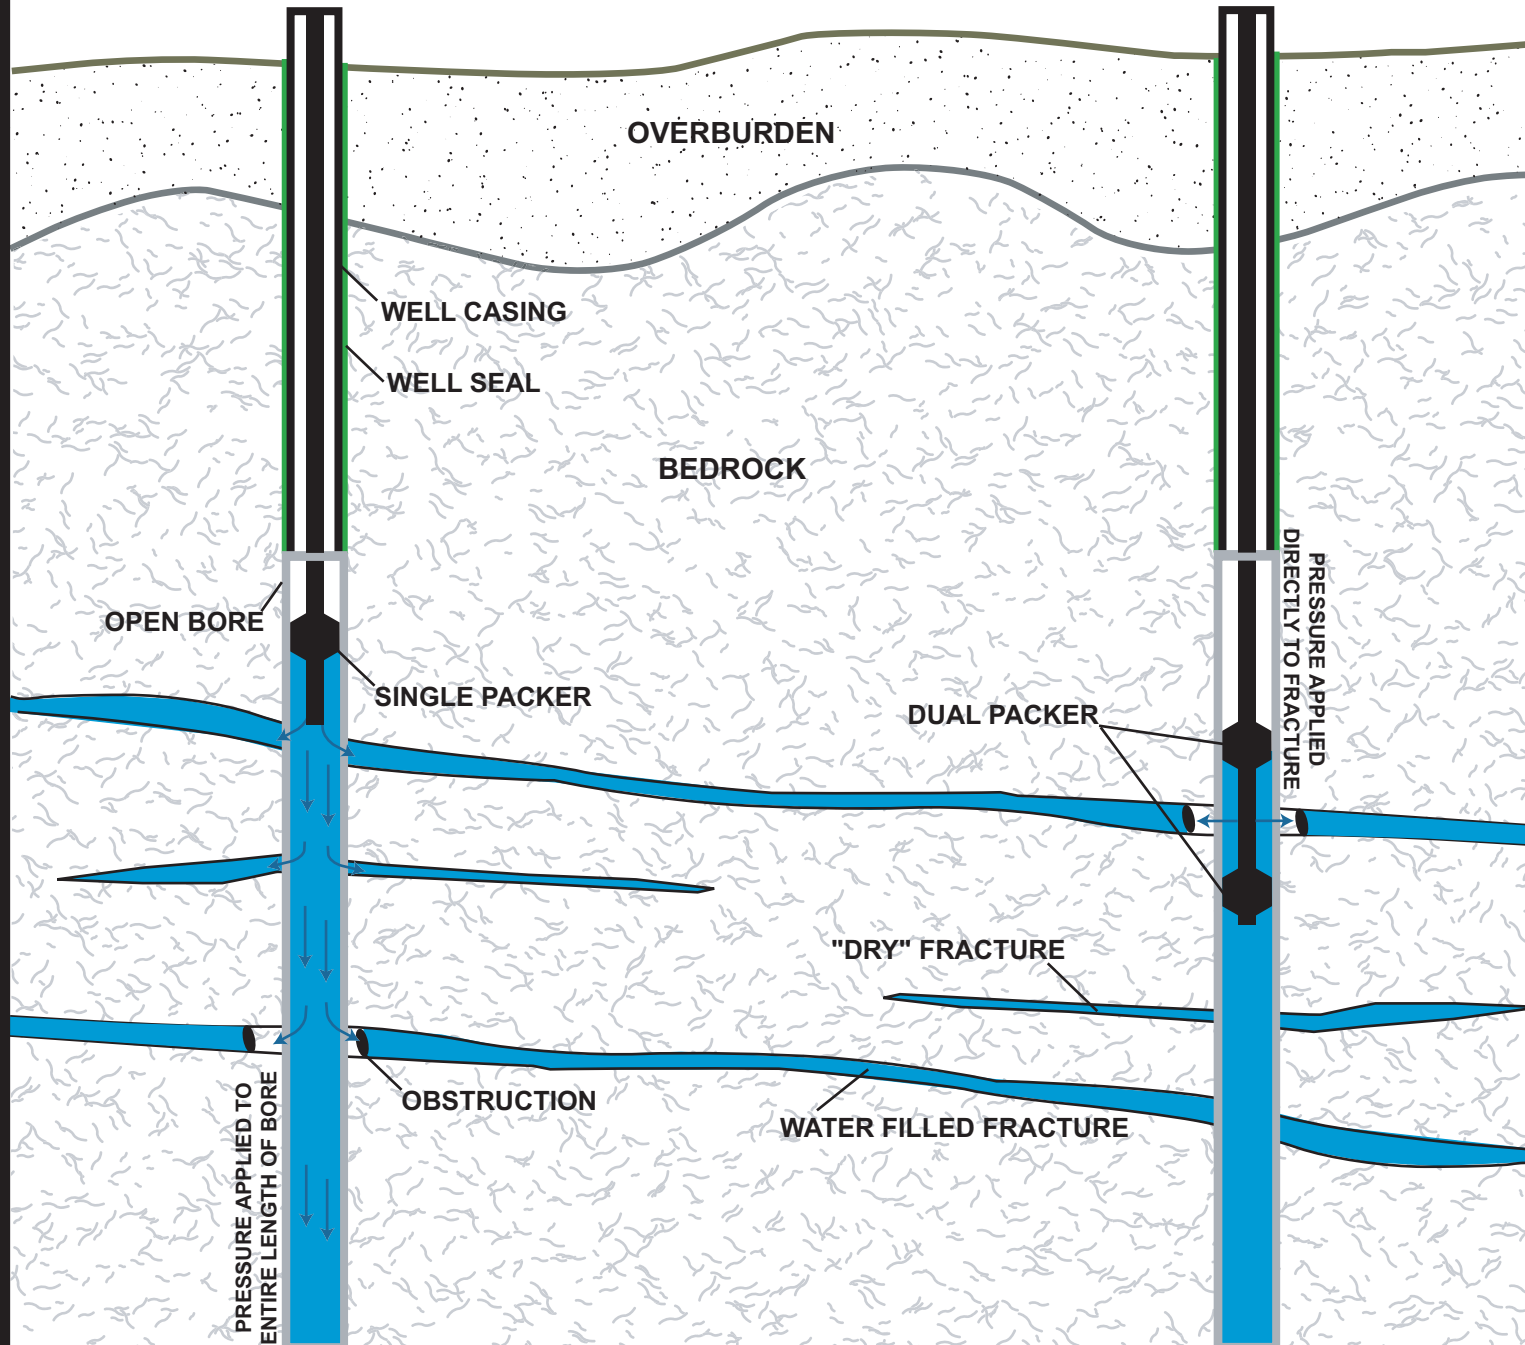 OVERBURDEN
WELL CASING
WELL SEAL
BEDROCK
OPEN BORE
SINGLE PACKER
DUAL PACKER
PRESSURE APPLIED
DIRECTLY TO FRACTURE
"DRY" FRACTURE
OBSTRUCTION
WATER FILLED FRACTURE
PRESSURE APPLIED TO
ENTIRE LENGTH OF BORE